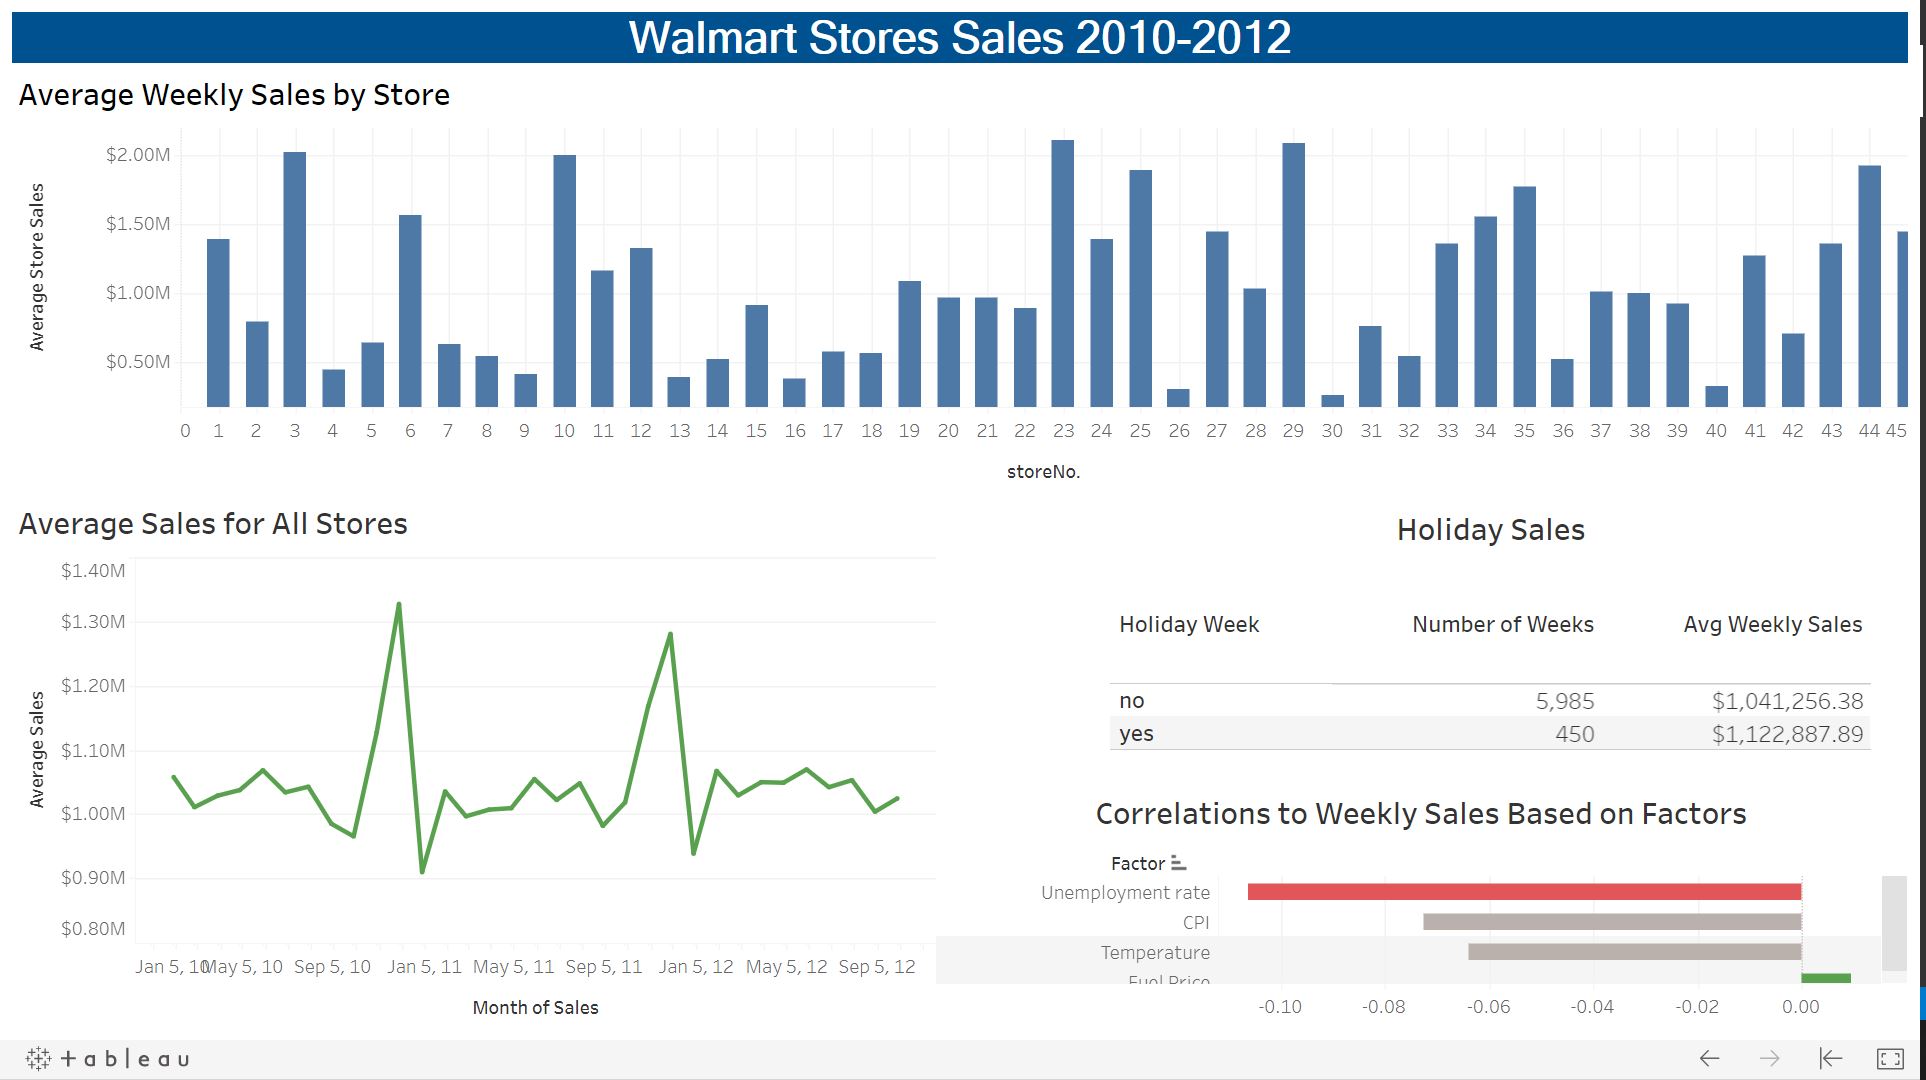 Walmart Stores Sales 2010-2012
Average Weekly Sales by Store
Average Store Sales
$2.00M
$1.50M
$1.00M
$0.50M
0 1 2 3 4 5 6 7 8 9 10 11 12 13 14 15 16 17 18 19 20 21 22 23 24 25 26 27 28 29 30 31 32 33 34 35 36 37 38 39 40 41 42 43 44 45
storeNo.
Average Sales for All Stores
Average Sales
$1.40M
$1.30M
$1.20M
$1.10M
$1.00M
$0.90M
$0.80M
Jan 5, 10 May 5, 10 Sep 5, 10 Jan 5, 11 May 5, 11 Sep 5, 11 Jan 5, 12 May 5, 12 Sep 5, 12
Month of Sales
Holiday Sales
Holiday Week Number of Weeks Avg Weekly Sales
no 5,985 $1,041,256.38
yes 450 $1,122,887.89
Correlations to Weekly Sales Based on Factors
Factor
Unemployment rate
CPI
Temperature
Fuel Price
-0.10 -0.08 -0.06 -0.04 -0.02 0.00
+ableau